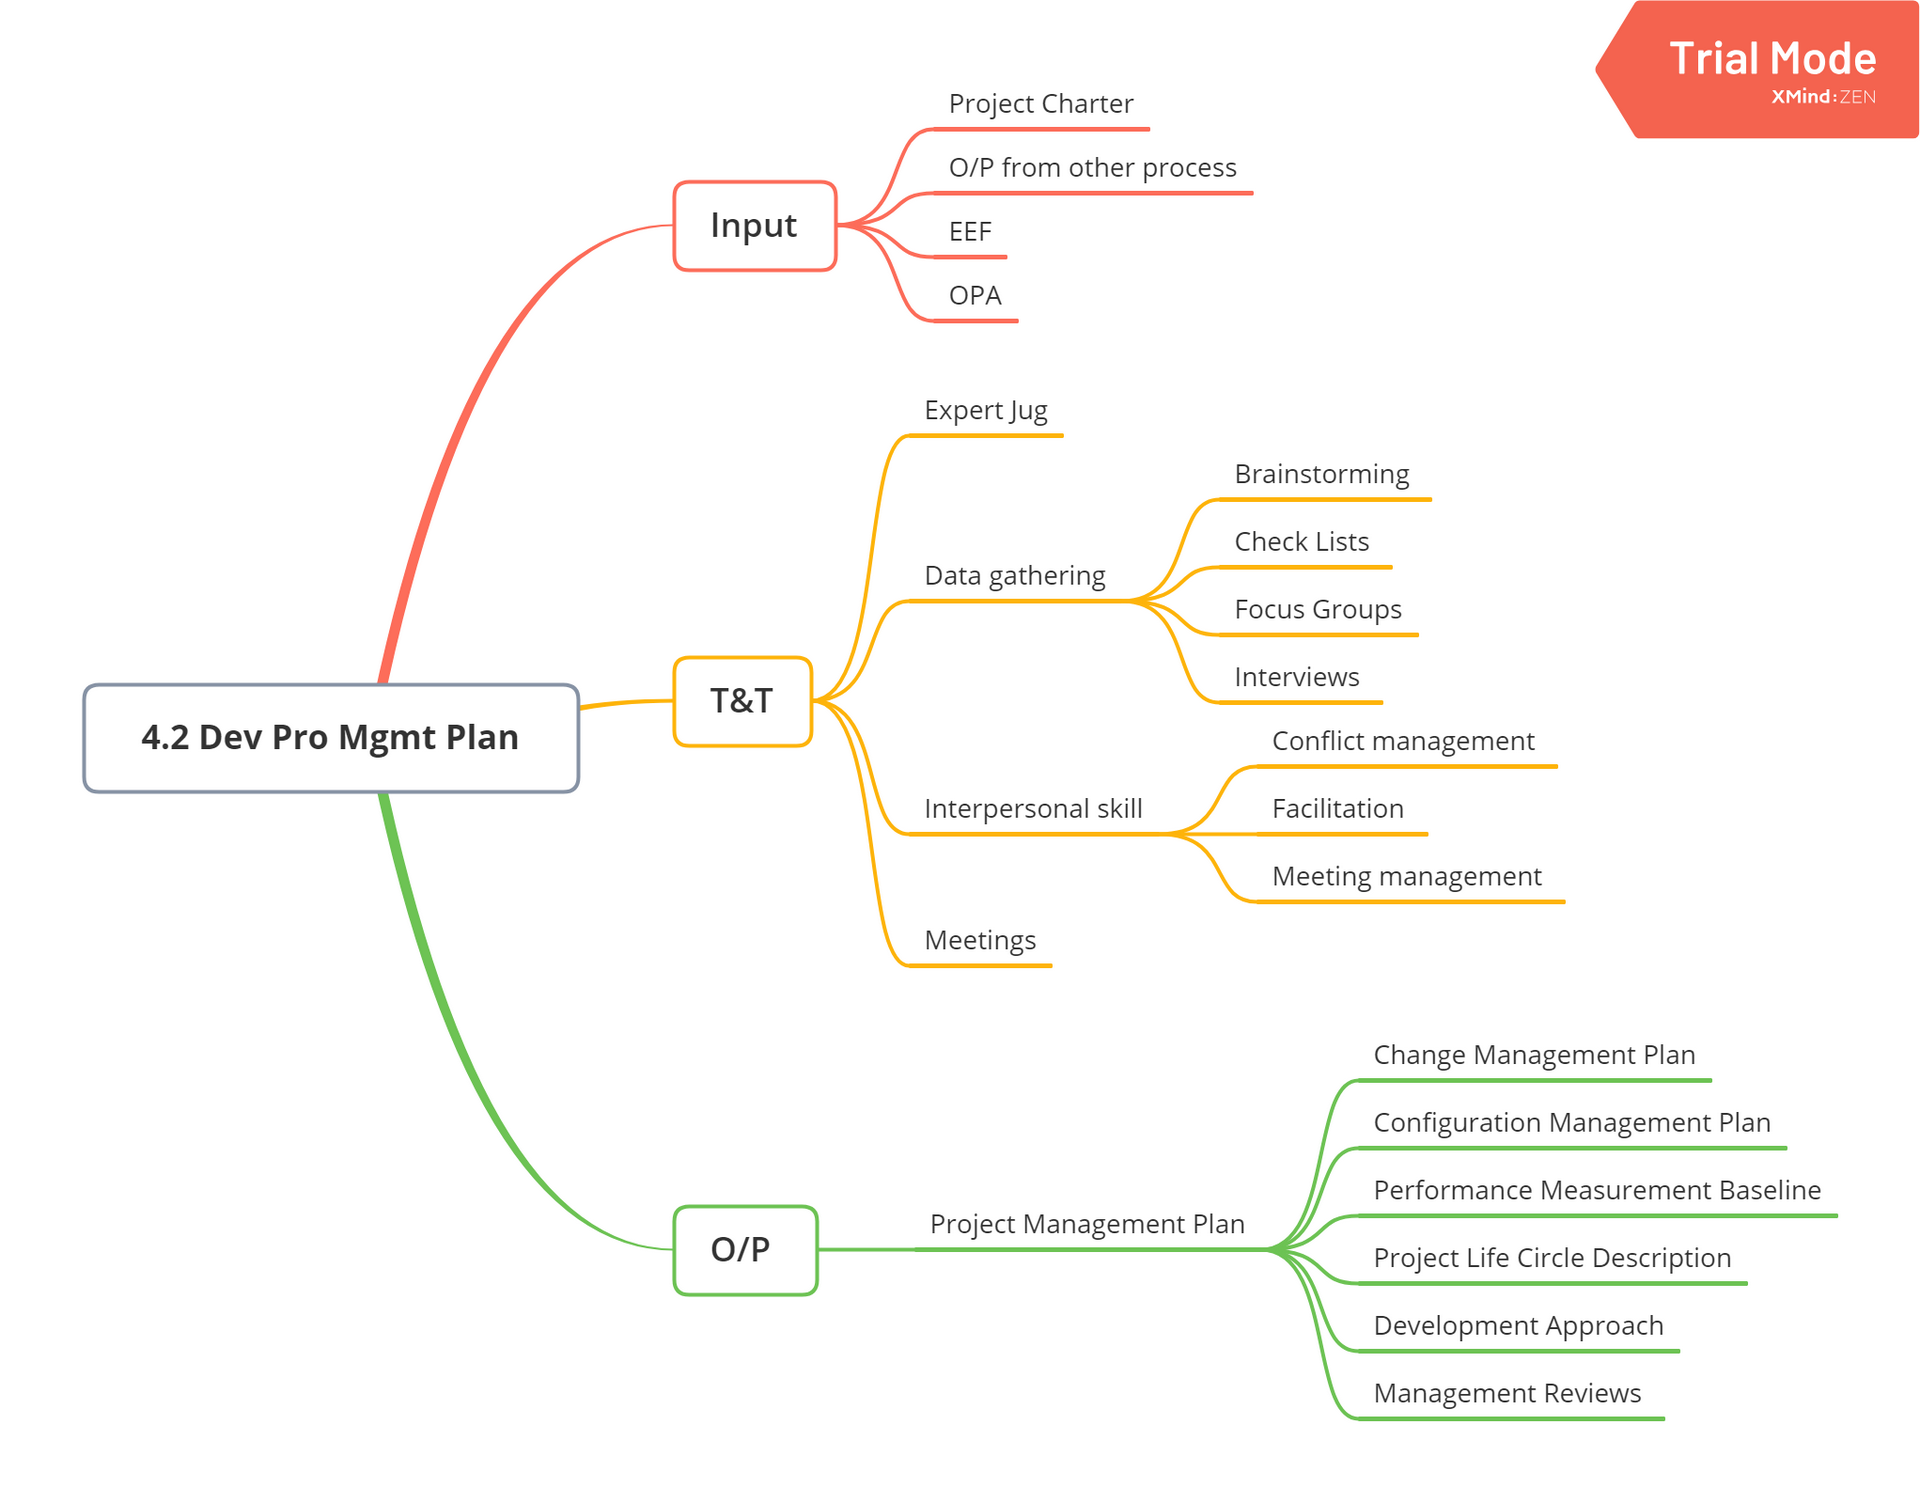 Trial Mode
XMind:ZEN
4.2 Dev Pro Mgmt Plan
Input
Project Charter
O/P from other process
EEF
OPA
T&T
Expert Jug
Data gathering
Brainstorming
Check Lists
Focus Groups
Interviews
Interpersonal skill
Conflict management
Facilitation
Meeting management
Meetings
O/P
Project Management Plan
Change Management Plan
Configuration Management Plan
Performance Measurement Baseline
Project Life Circle Description
Development Approach
Management Reviews